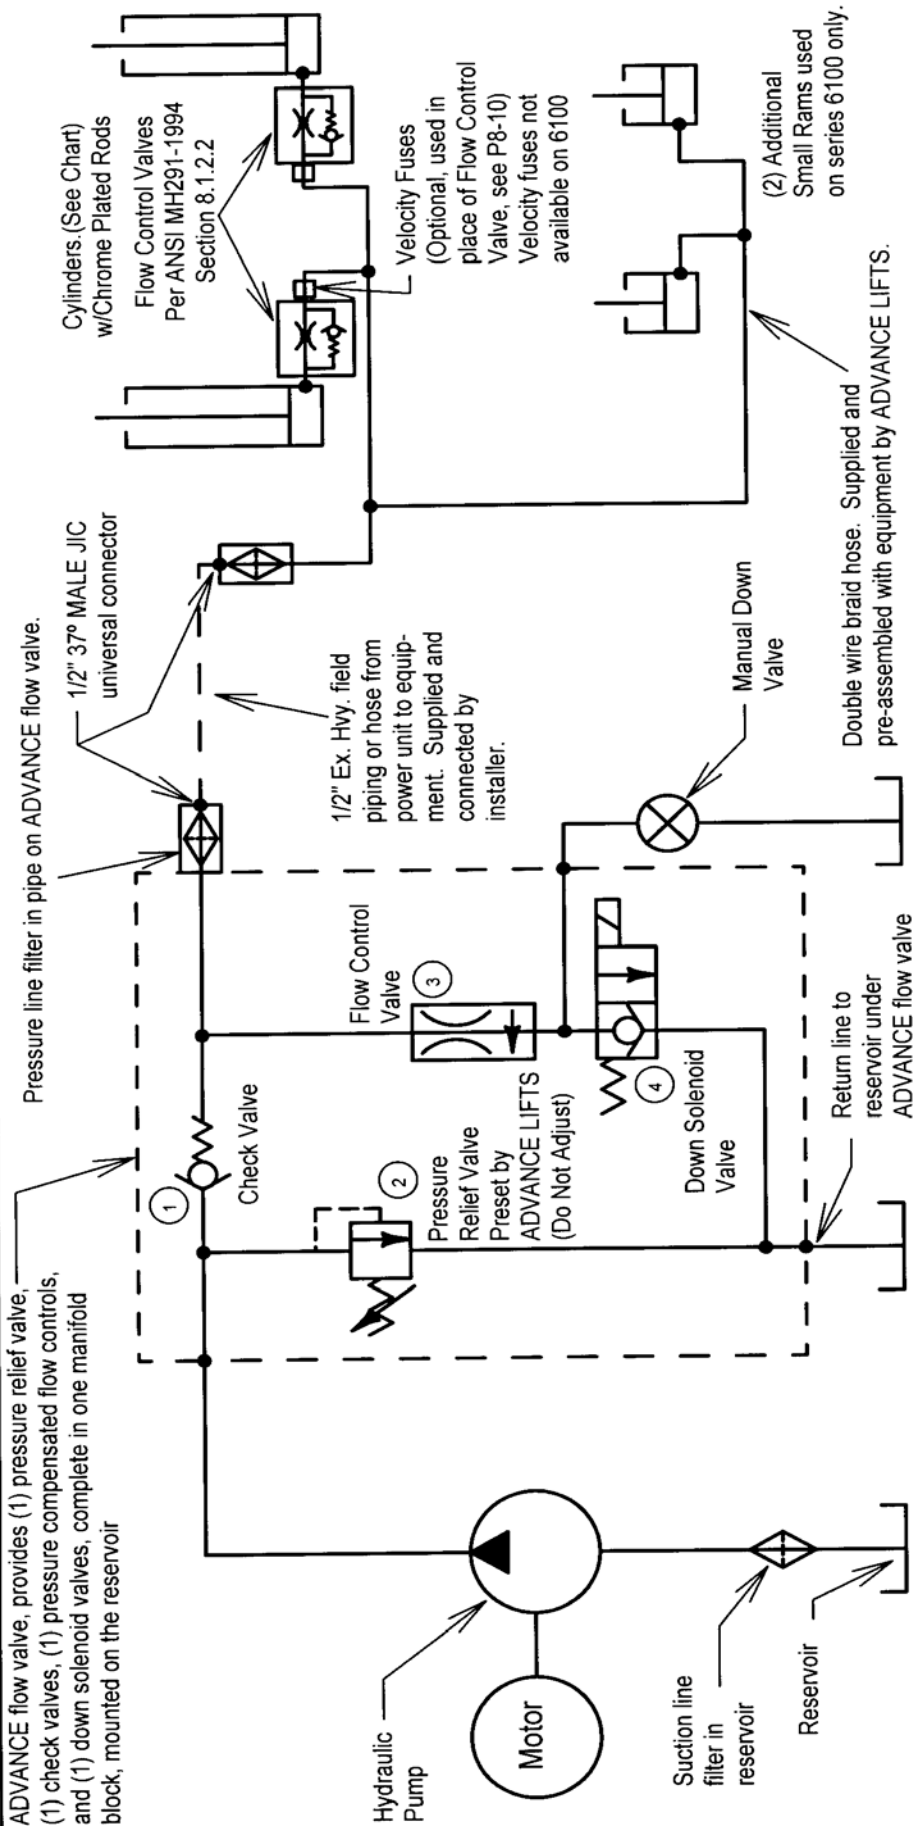 ADVANCE flow valve, provides (1) pressure relief valve,
(1) check valves, (1) pressure compensated flow controls,
and (1) down solenoid valves, complete in one manifold
block, mounted on the reservoir
Pressure line filter in pipe on ADVANCE flow valve.
1/2" 37º MALE JIC
universal connector
Cylinders.(See Chart)
w/Chrome Plated Rods
Flow Control Valves
Per ANSI MH291-1994
Section 8.1.2.2
Velocity Fuses
(Optional, used in
place of Flow Control
Valve, see P8-10)
Velocity fuses not
available on 6100
(2) Additional
Small Rams used
on series 6100 only.
1/2" Ex. Hvy. field
piping or hose from
power unit to equip-
ment. Supplied and
connected by
installer.
1
Check Valve
2
Pressure
Relief Valve
Preset by
ADVANCE LIFTS
(Do Not Adjust)
Flow Control
Valve
3
4
Down Solenoid
Valve
Manual Down
Valve
Double wire braid hose. Supplied and
pre-assembled with equipment by ADVANCE LIFTS.
Return line to
reservoir under
ADVANCE flow valve
Hydraulic
Pump
Motor
Suction line
filter in
reservoir
Reservoir